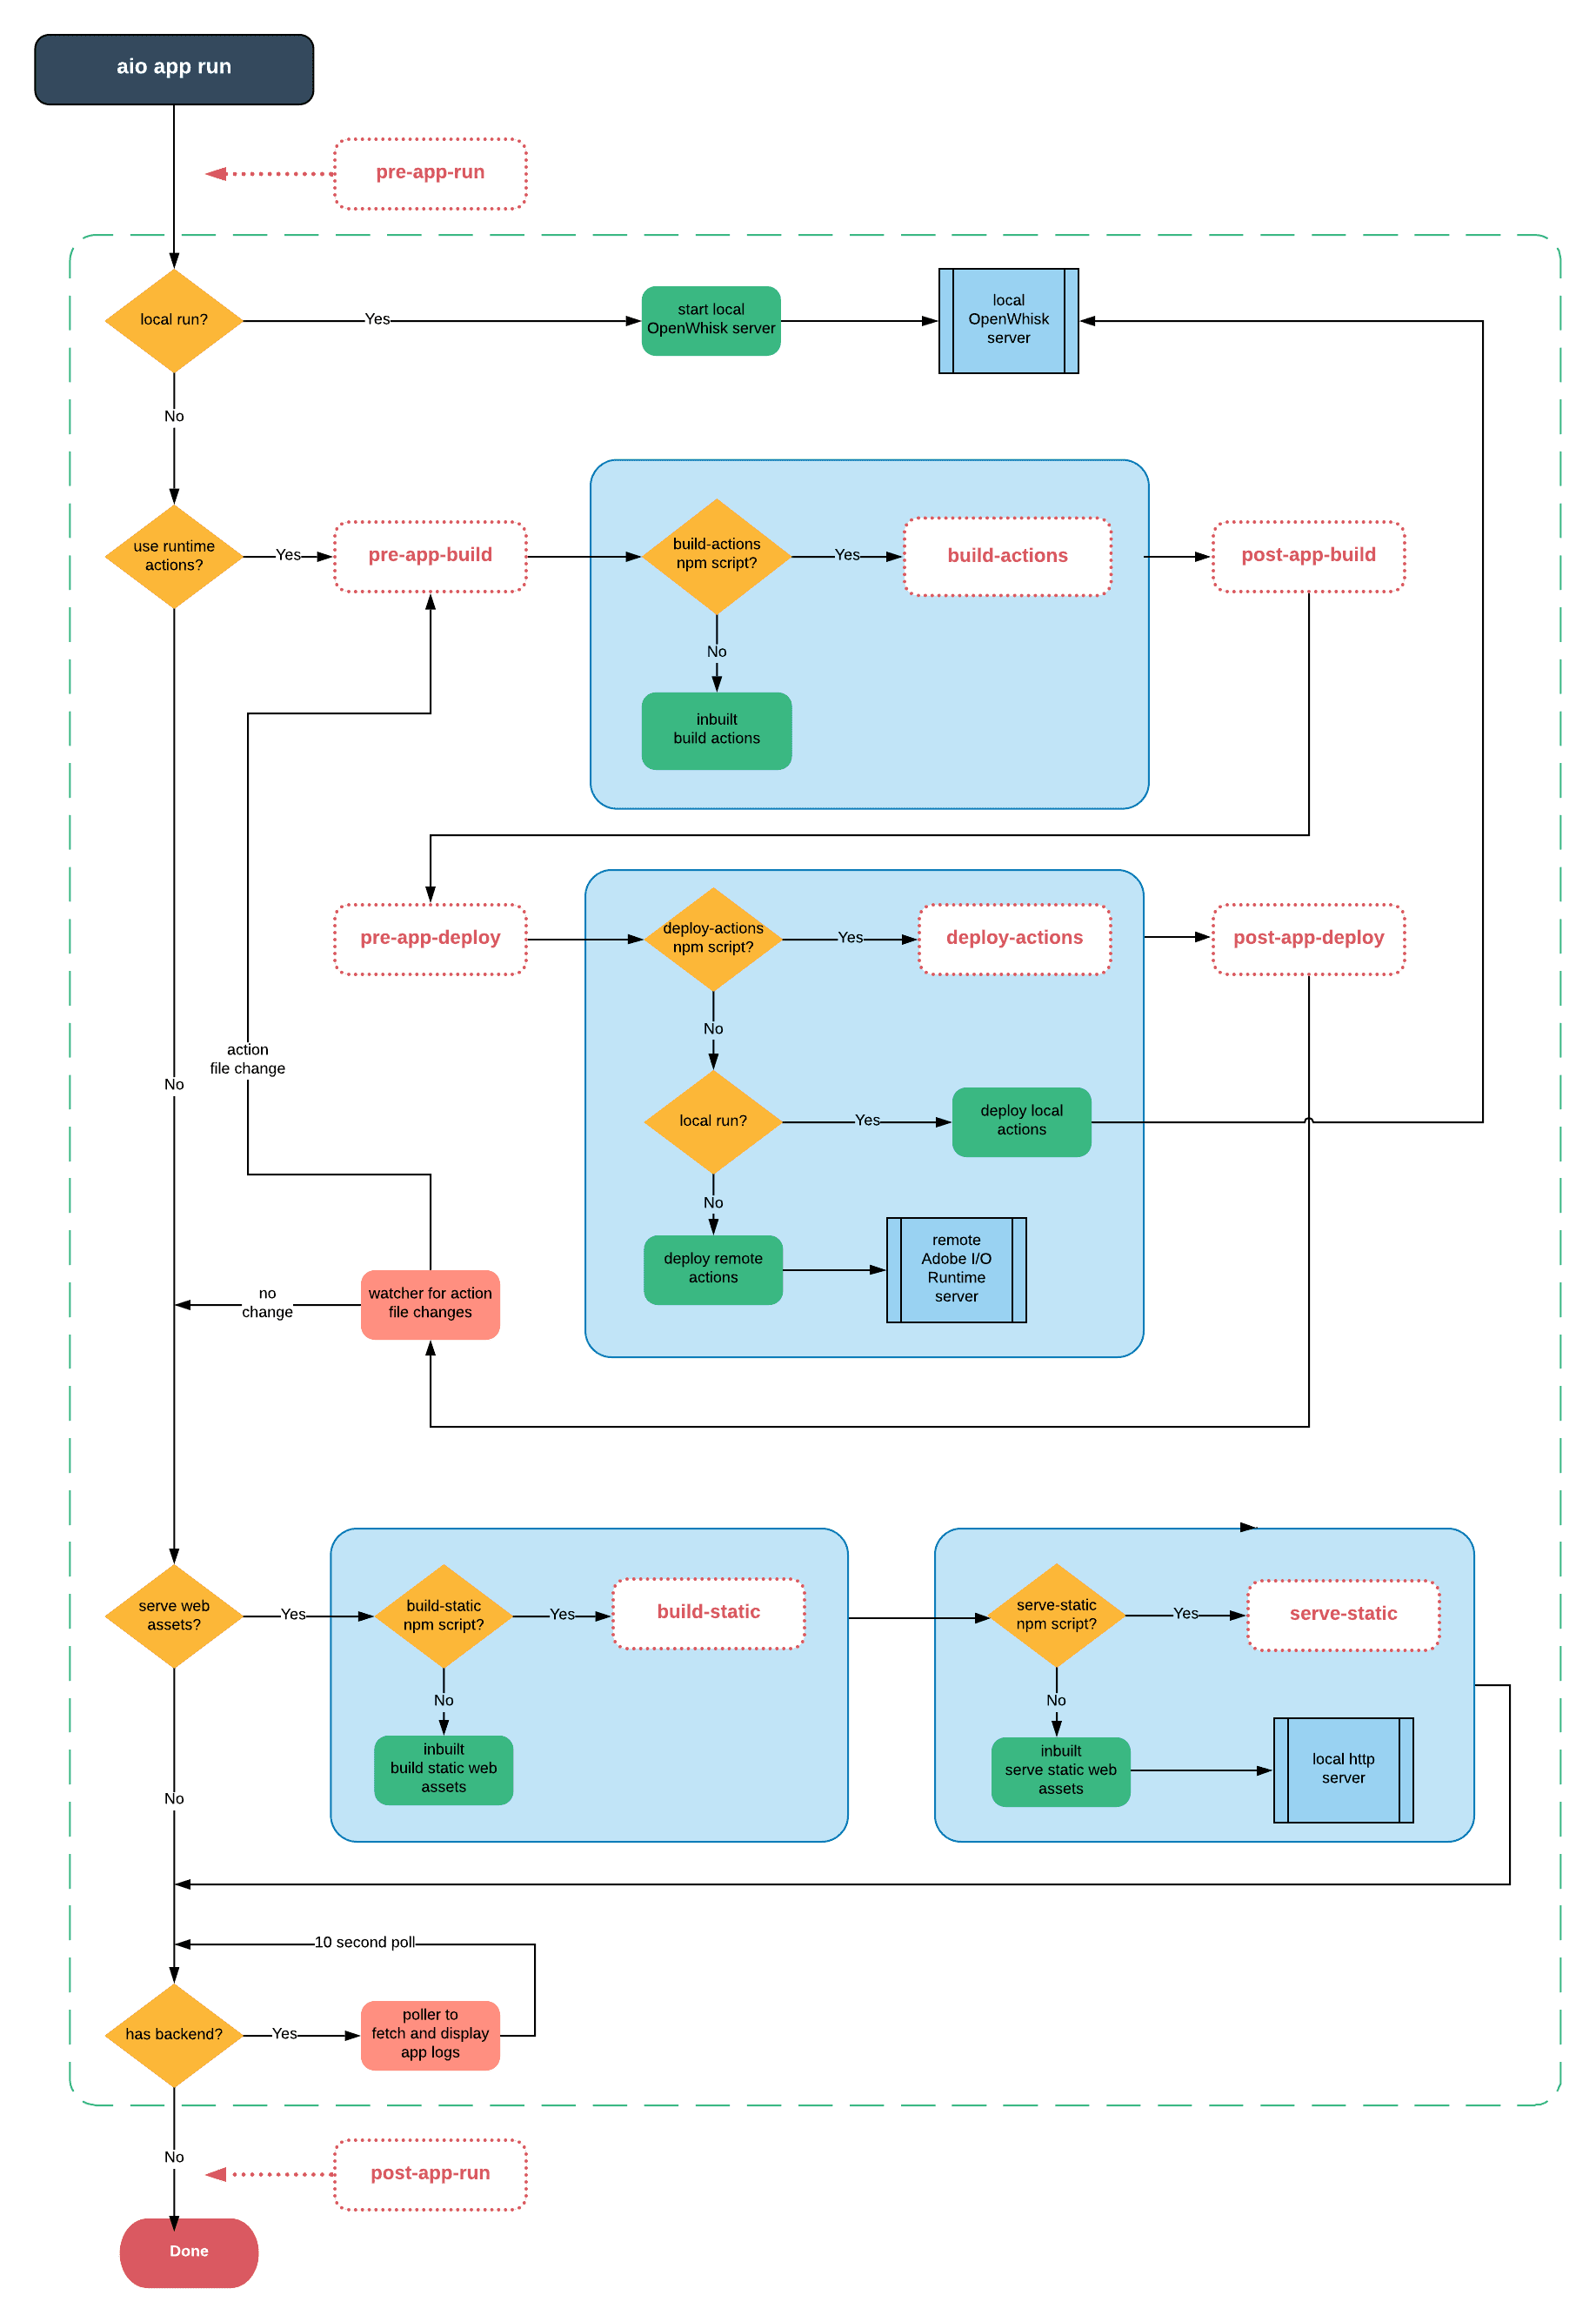 aio app run
pre-app-run
local run?
Yes
start local
OpenWhisk server
local
OpenWhisk
server
No
use runtime
actions?
Yes
pre-app-build
build-actions
npm script?
Yes
build-actions
post-app-build
No
inbuilt
build actions
pre-app-deploy
deploy-actions
npm script?
Yes
deploy-actions
post-app-deploy
No
action
file change
No
local run?
Yes
deploy local
actions
No
deploy remote
actions
remote
Adobe I/O
Runtime
server
watcher for action
file changes
no
change
serve web
assets?
Yes
build-static
npm script?
Yes
build-static
serve-static
npm script?
Yes
serve-static
No
inbuilt
build static web
assets
No
inbuilt
serve static web
assets
local http
server
No
10 second poll
has backend?
Yes
poller to
fetch and display
app logs
No
post-app-run
Done